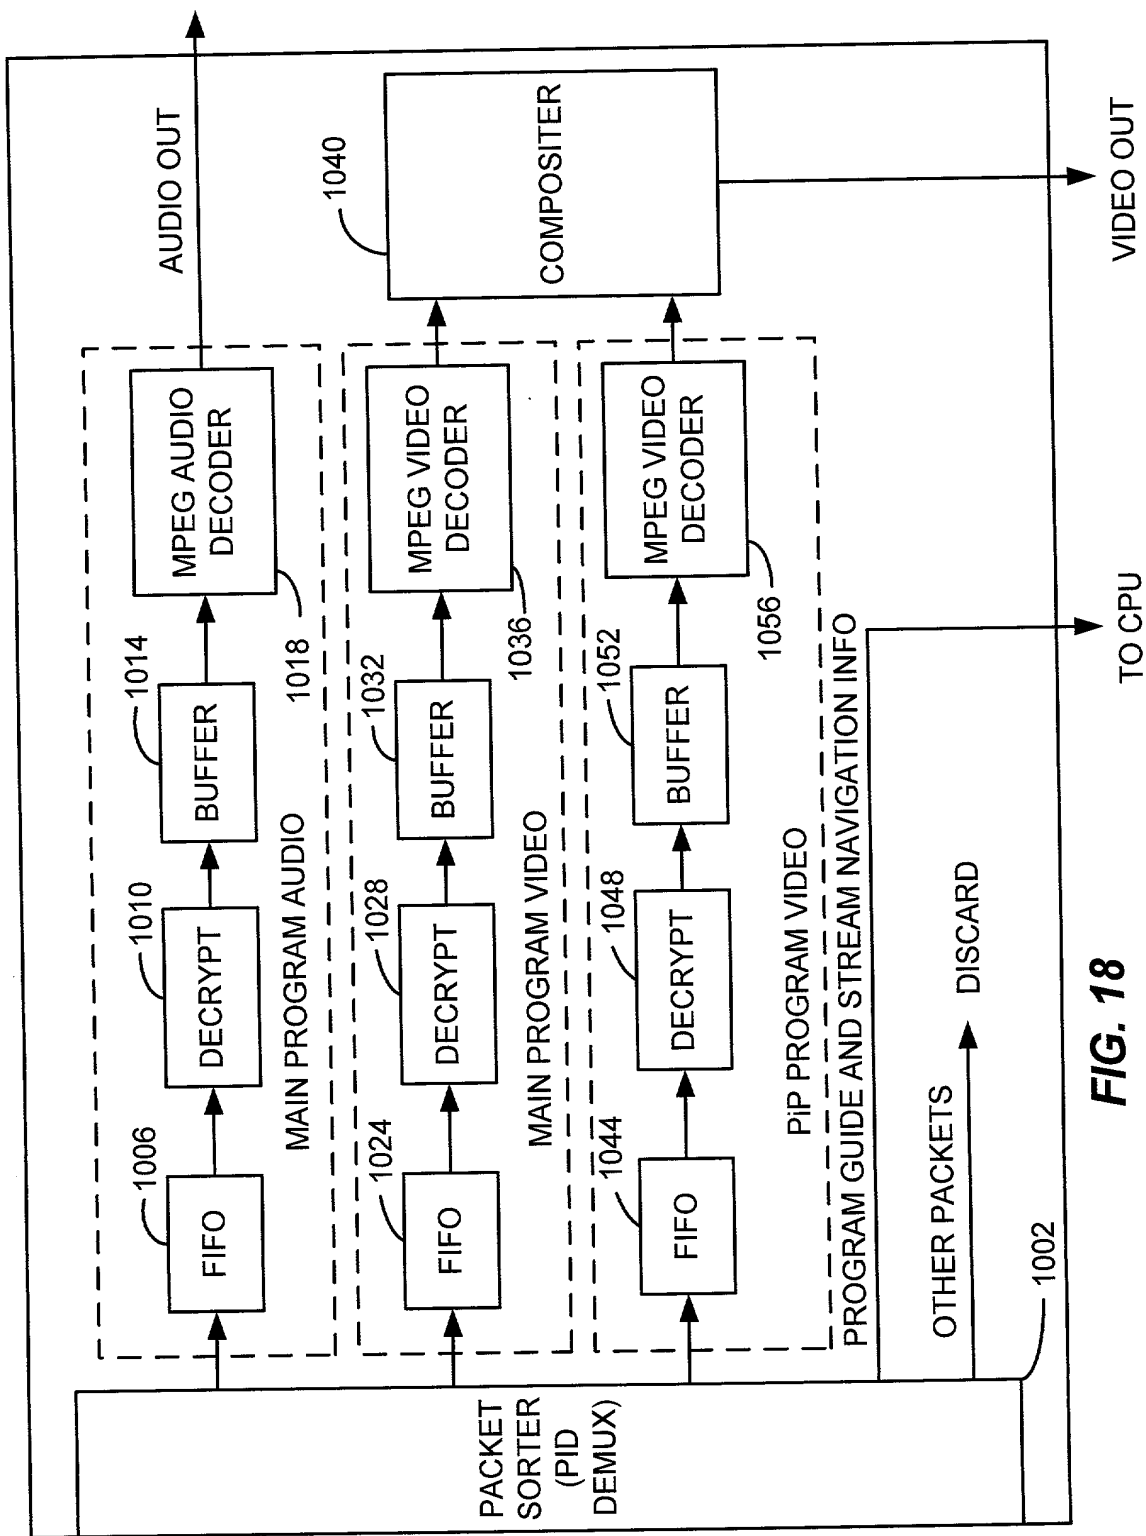 AUDIO OUT
1040
COMPOSITER
VIDEO OUT
1006
FIFO
1010
DECRYPT
1014
BUFFER
MPEG AUDIO
DECODER
1018
MAIN PROGRAM AUDIO
1024
FIFO
1028
DECRYPT
1032
BUFFER
MPEG VIDEO
DECODER
1036
MAIN PROGRAM VIDEO
1044
FIFO
1048
DECRYPT
1052
BUFFER
MPEG VIDEO
DECODER
1056
PiP PROGRAM VIDEO
PROGRAM GUIDE AND STREAM NAVIGATION INFO
TO CPU
OTHER PACKETS
DISCARD
PACKET
SORTER
(PID
DEMUX)
1002
FIG. 18